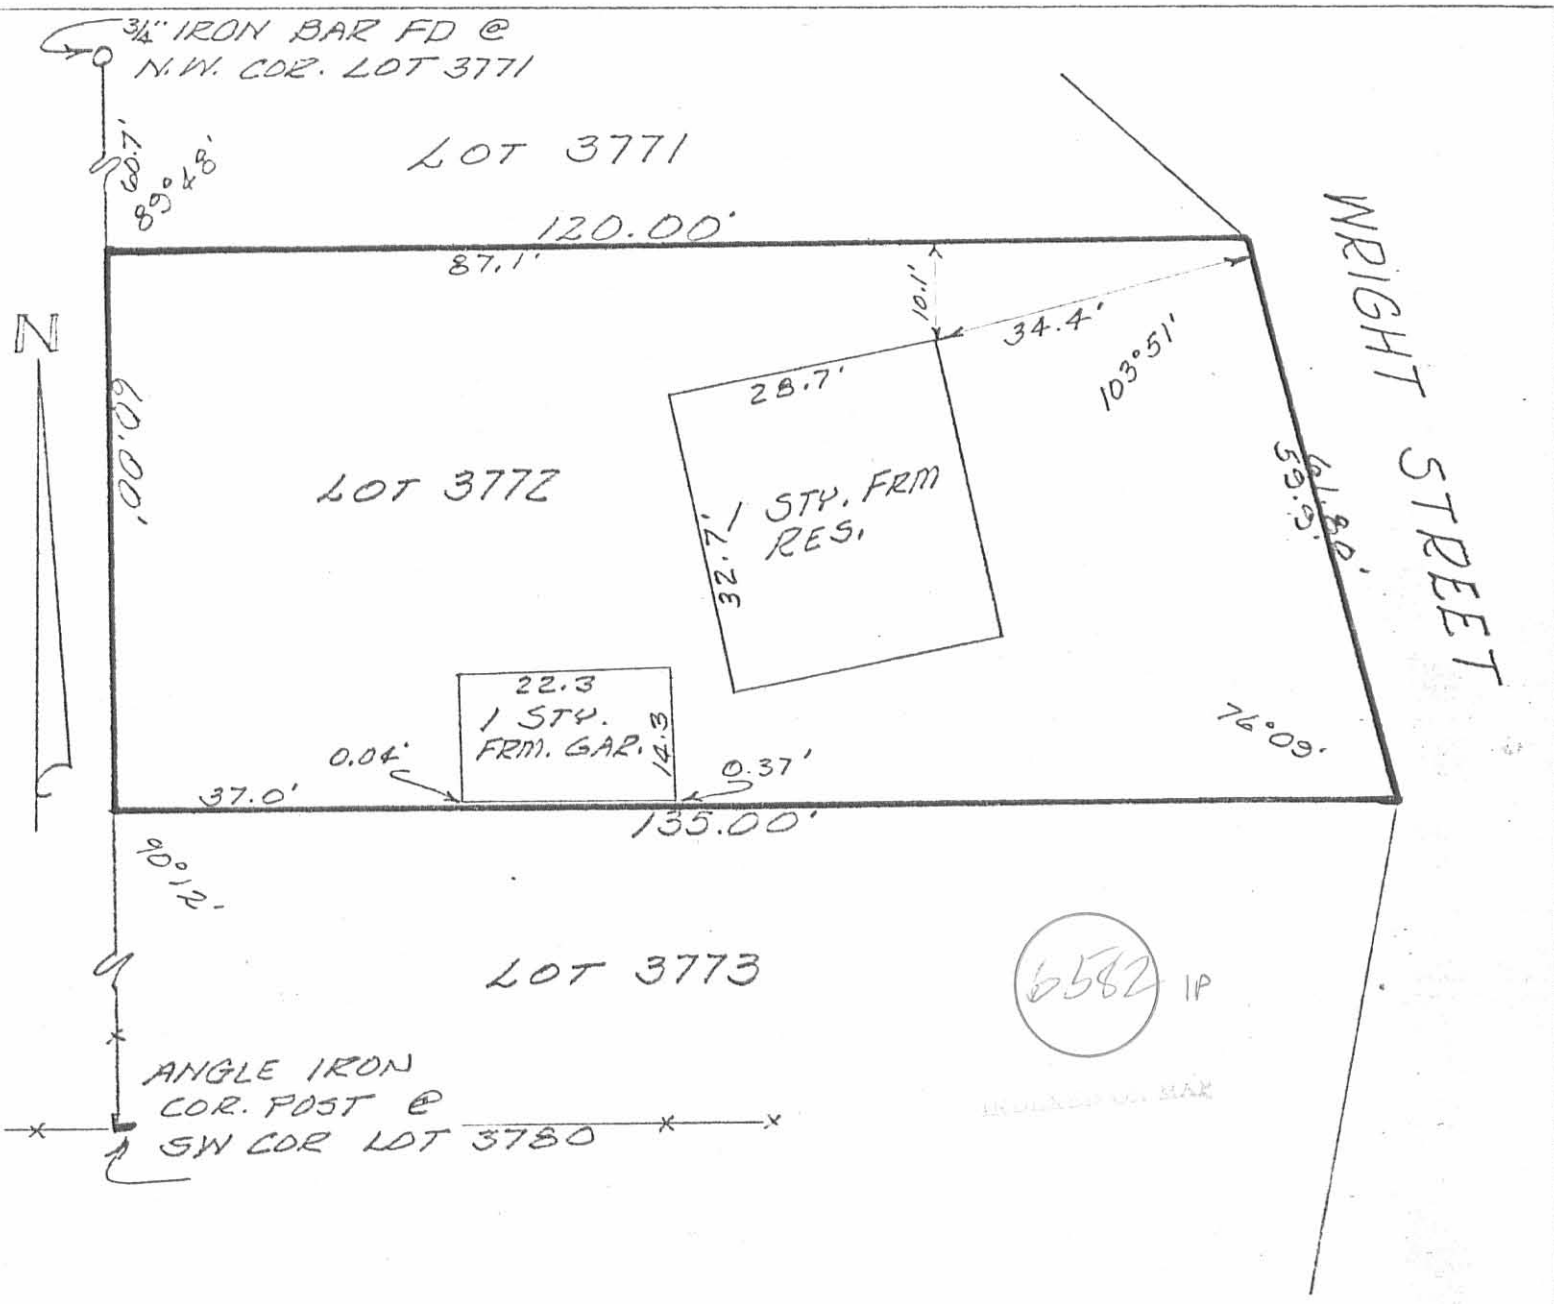 3/4" IRON BAR FD @
N.W. COR. LOT 3771
60.7'
89°48'
LOT 3771
120.00'
87.1'
10.1'
34.4'
103°51'
WRIGHT STREET
N
60.00'
28.7'
LOT 3772
1 STY. FRM
RES.
32.7'
61.80'
59.9'
22.3
1 STY.
FRM. GAR.
14.3
0.04'
0.37'
76°09'
37.0'
135.00'
90°12'
LOT 3773
6582 IP
ANGLE IRON
COR. POST @
SW COR LOT 3780